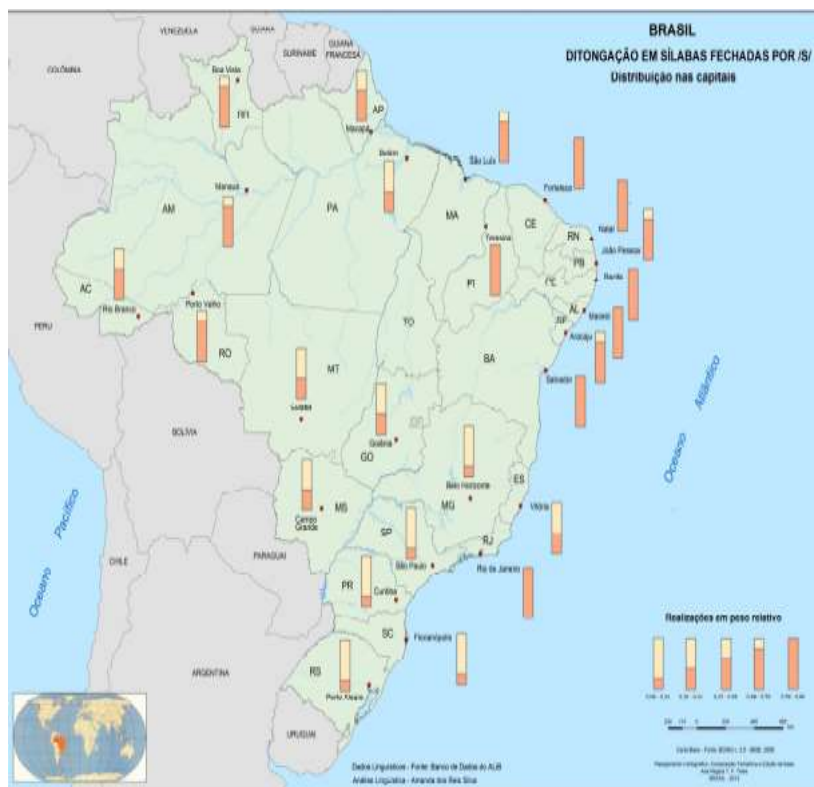 BRASIL
DITONGAÇÃO EM SÍLABAS FECHADAS POR /S/
Distribuição nas capitais
VENEZUELA
GUIANA
SURINAME
GUIANA
FRANCESA
COLÔMBIA
Boa Vista
RR
AP
Macapá
Belém
São Luís
Fortaleza
Manaus
AM
PA
MA
CE
Teresina
RN
Natal
João Pessoa
PB
PI
PE
Recife
AC
AL
Maceió
SE
Aracaju
Rio Branco
Porto Velho
TO
PERU
RO
MT
BA
Salvador
Oceano Atlântico
Cuiabá
BOLÍVIA
Goiânia
GO
Belo Horizonte
ES
MG
Vitória
Campo
Grande
MS
SP
RJ
São Paulo
Rio de Janeiro
Oceano Pacífico
CHILE
PARAGUAI
PR
Curitiba
SC
Florianópolis
Realizações em peso relativo
RS
ARGENTINA
Porto Alegre
URUGUAI
Dados Linguísticos - Fonte: Banco de Dados do ALiB
Análise Linguística - Amanda dos Reis Silva